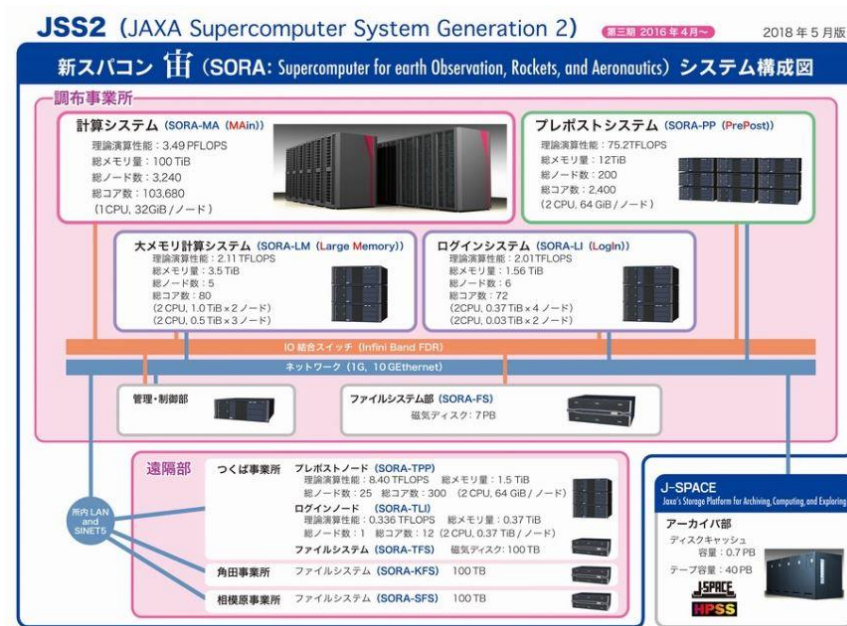 JSS2 (JAXA Supercomputer System Generation 2)
第三期 2016年4月～
2018年5月版
新スパコン 宙 (SORA: Supercomputer for earth Observation, Rockets, and Aeronautics) システム構成図
調布事業所
計算システム (SORA-MA (MAin))
理論演算性能：3.49 PFLOPS
総メモリ量：100 TiB
総ノード数：3,240
総コア数：103,680
(1CPU, 32GiB / ノード)
プレポストシステム (SORA-PP (PrePost))
理論演算性能：75.2TFLOPS
総メモリ量：12TiB
総ノード数：200
総コア数：2,400
(2 CPU, 64 GiB / ノード)
大メモリ計算システム (SORA-LM (Large Memory))
理論演算性能：2.11 TFLOPS
総メモリ量：3.5 TiB
総ノード数：5
総コア数：80
(2 CPU, 1.0 TiB x 2 ノード)
(2 CPU, 0.5 TiB x 3 ノード)
ログインシステム (SORA-LI (LogIn))
理論演算性能：2.01TFLOPS
総メモリ量：1.56 TiB
総ノード数：6
総コア数：72
(2CPU, 0.37 TiB x 4 ノード)
(2CPU, 0.03 TiB x 2 ノード)
IO 結合スイッチ (Infini Band FDR)
ネットワーク (1G, 10 GEthernet)
管理・制御部
ファイルシステム部 (SORA-FS)
磁気ディスク：7 PB
遠隔部
つくば事業所
プレポストノード (SORA-TPP)
理論演算性能：8.40 TFLOPS 総メモリ量：1.5 TiB
総ノード数：25 総コア数：300 (2 CPU, 64 GiB / ノード)
ログインノード (SORA-TLI)
理論演算性能：0.336 TFLOPS 総メモリ量：0.37 TiB
総ノード数：1 総コア数：12 (2 CPU, 0.37 TiB / ノード)
ファイルシステム (SORA-TFS) 磁気ディスク：100 TB
角田事業所 ファイルシステム (SORA-KFS) 100 TB
相模原事業所 ファイルシステム (SORA-SFS) 100 TB
所内 LAN
and
SINET5
J-SPACE
Jaxa's Storage Platform for Archiving, Computing, and Exploring
アーカイバ部
ディスクキャッシュ
容量：0.7 PB
テープ容量：40 PB
J-SPACE
HPSS